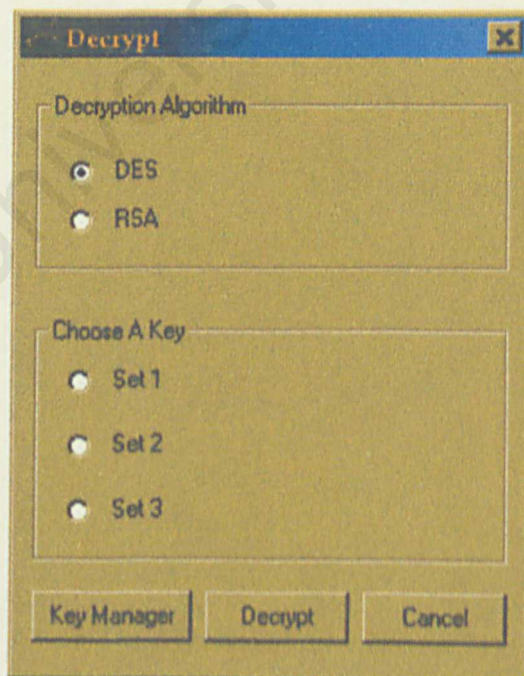 Decrypt
Decryption Algorithm
DES
RSA
Choose A Key
Set 1
Set 2
Set 3
Key Manager
Decrypt
Cancel